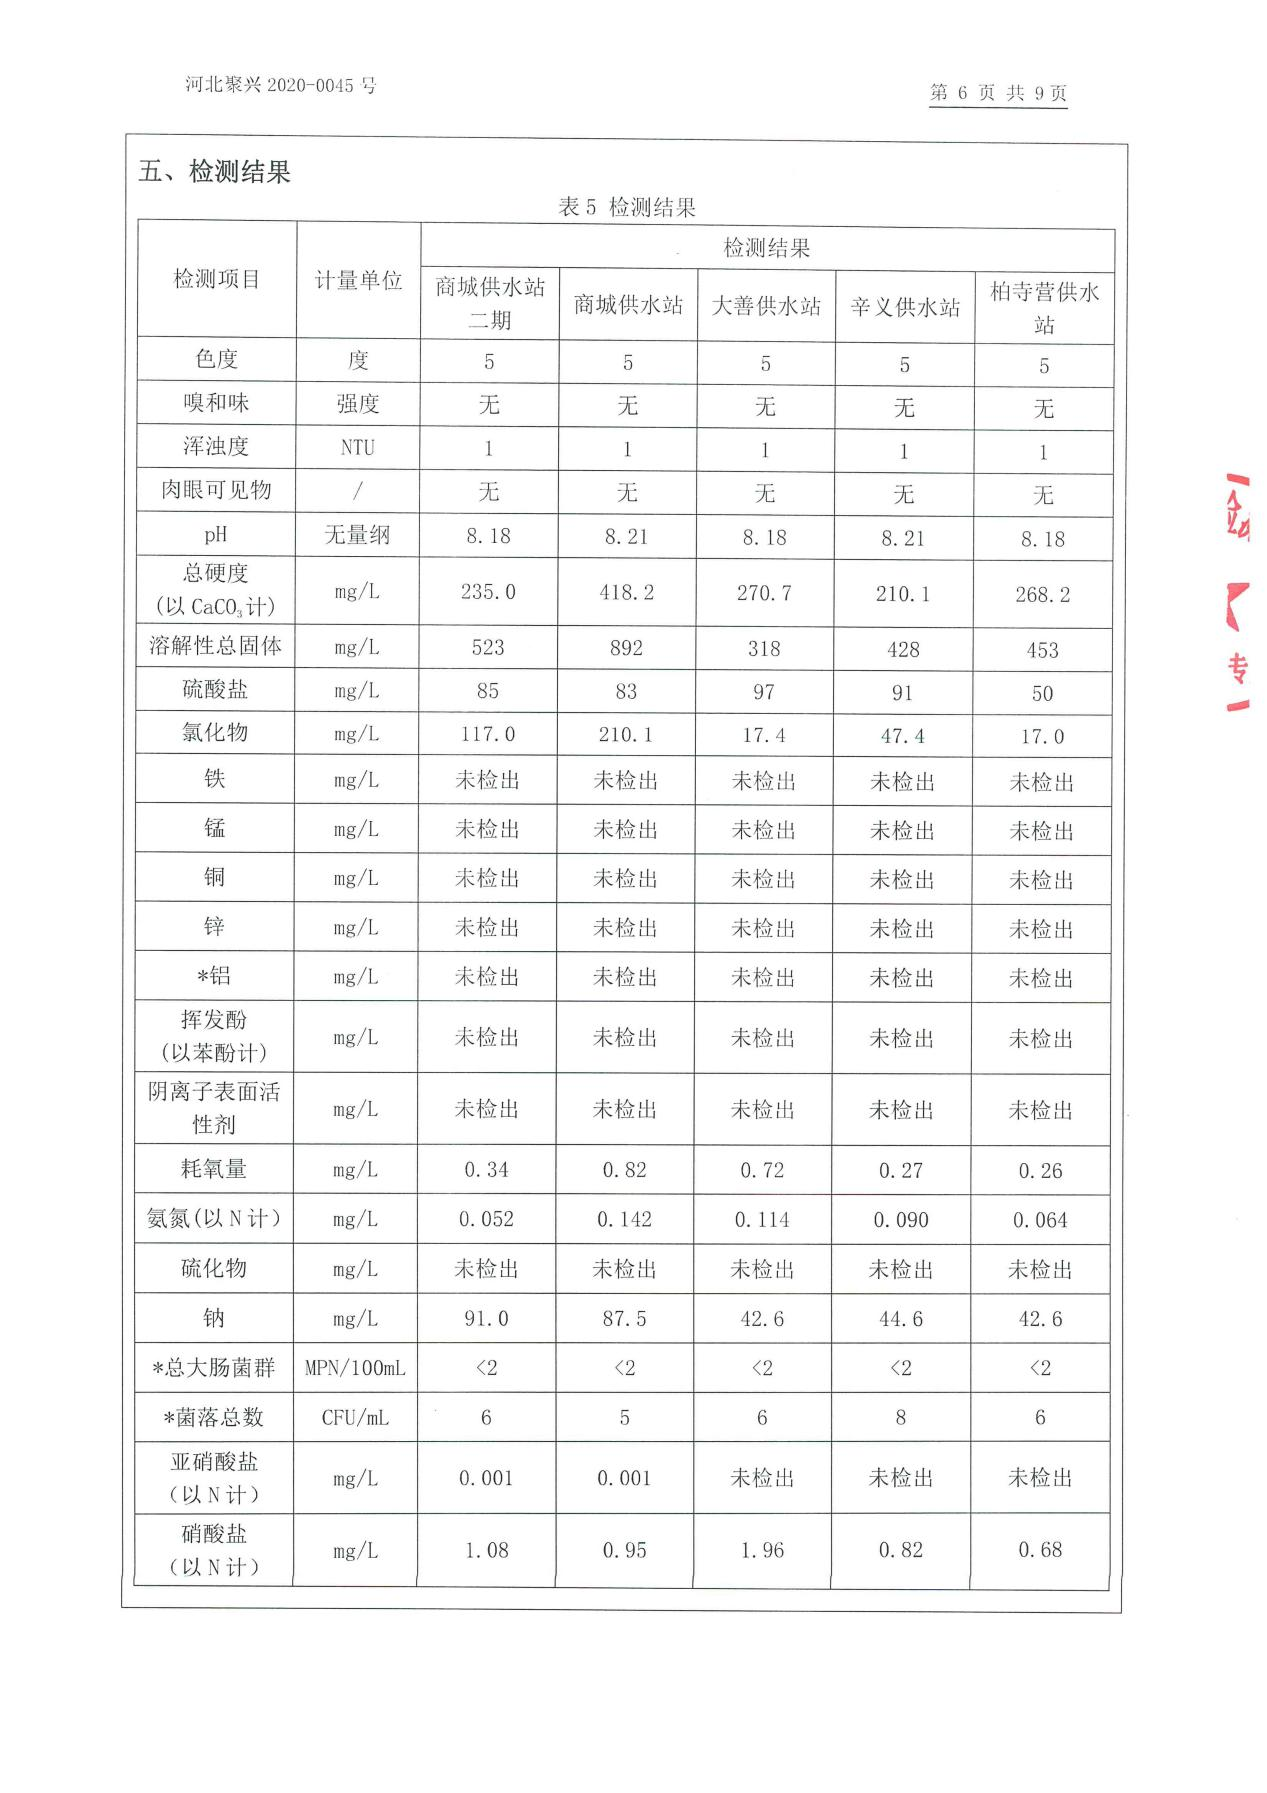 河北聚兴 2020-0045 号
第 6 页 共 9 页
五、检测结果
表 5 检测结果
检测项目 计量单位 检测结果
商城供水站二期 商城供水站 大善供水站 辛义供水站 柏寺营供水站
色度 度 5 5 5 5 5
嗅和味 强度 无 无 无 无 无
浑浊度 NTU 1 1 1 1 1
肉眼可见物 / 无 无 无 无 无
pH 无量纲 8.18 8.21 8.18 8.21 8.18
总硬度
(以 CaCO₃ 计) mg/L 235.0 418.2 270.7 210.1 268.2
溶解性总固体 mg/L 523 892 318 428 453
硫酸盐 mg/L 85 83 97 91 50
氯化物 mg/L 117.0 210.1 17.4 47.4 17.0
铁 mg/L 未检出 未检出 未检出 未检出 未检出
锰 mg/L 未检出 未检出 未检出 未检出 未检出
铜 mg/L 未检出 未检出 未检出 未检出 未检出
锌 mg/L 未检出 未检出 未检出 未检出 未检出
*铝 mg/L 未检出 未检出 未检出 未检出 未检出
挥发酚
(以苯酚计) mg/L 未检出 未检出 未检出 未检出 未检出
阴离子表面活
性剂 mg/L 未检出 未检出 未检出 未检出 未检出
耗氧量 mg/L 0.34 0.82 0.72 0.27 0.26
氨氮(以 N 计) mg/L 0.052 0.142 0.114 0.090 0.064
硫化物 mg/L 未检出 未检出 未检出 未检出 未检出
钠 mg/L 91.0 87.5 42.6 44.6 42.6
*总大肠菌群 MPN/100mL <2 <2 <2 <2 <2
*菌落总数 CFU/mL 6 5 6 8 6
亚硝酸盐
(以 N 计) mg/L 0.001 0.001 未检出 未检出 未检出
硝酸盐
(以 N 计) mg/L 1.08 0.95 1.96 0.82 0.68
专